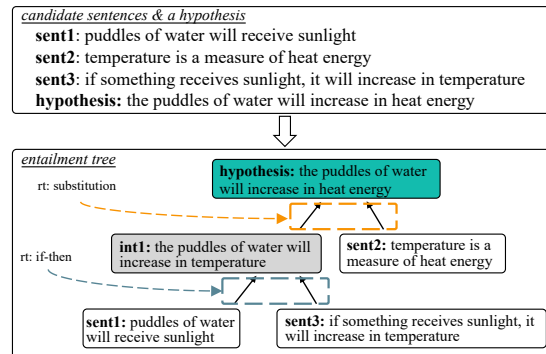 candidate sentences & a hypothesis
sent1: puddles of water will receive sunlight
sent2: temperature is a measure of heat energy
sent3: if something receives sunlight, it will increase in temperature
hypothesis: the puddles of water will increase in heat energy
entailment tree
hypothesis: the puddles of water
will increase in heat energy
rt: substitution
int1: the puddles of water will
increase in temperature
sent2: temperature is a
measure of heat energy
rt: if-then
sent1: puddles of water
will receive sunlight
sent3: if something receives sunlight, it
will increase in temperature